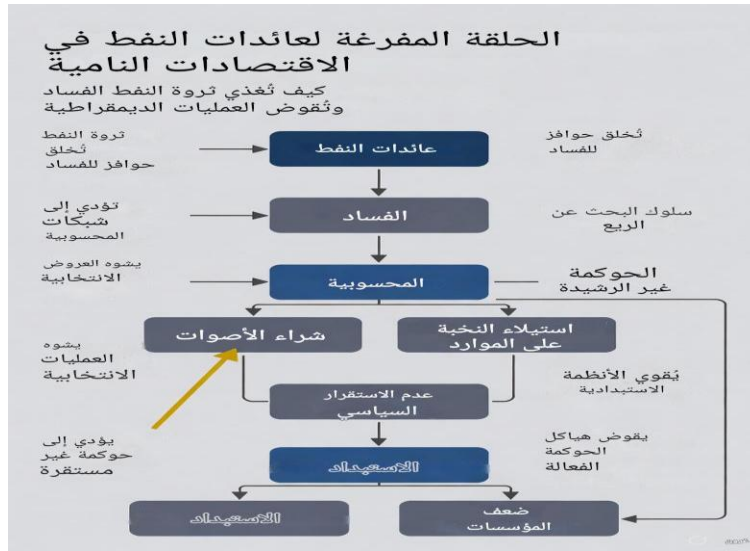 الحلقة المفرغة لعائدات النفط في
الاقتصادات النامية
كيف تُغذي ثروة النفط الفساد
وتُقوض العمليات الديمقراطية
ثروة النفط
تُخلق
حوافز للفساد
عائدات النفط
تُخلق حوافز
للفساد
تؤدي إلى
شبكات
المحسوبية
الفساد
سلوك البحث عن
الريع
يشوه العروض
الانتخابية
المحسوبية
الحوكمة
غير الرشيدة
شراء الأصوات
استيلاء النخبة
على الموارد
يشوه
العمليات
الانتخابية
عدم الاستقرار
السياسي
يُقوي الأنظمة
الاستبدادية
يؤدي إلى
حوكمة غير
مستقرة
الاستبداد
يقوض هياكل
الحوكمة
الفعالة
الاستبداد
ضعف
المؤسسات